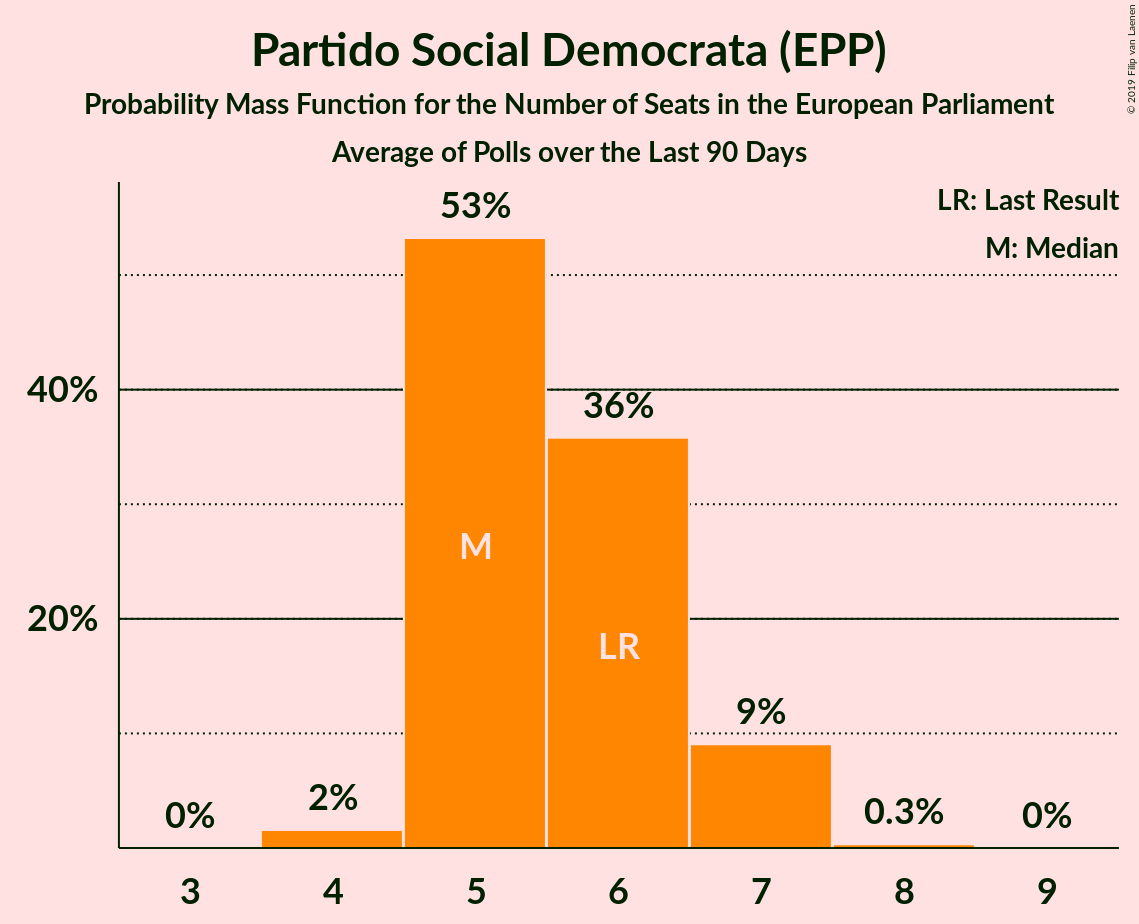 Partido Social Democrata (EPP)
Probability Mass Function for the Number of Seats in the European Parliament
Average of Polls over the Last 90 Days
© 2019 Filip van Laenen
LR: Last Result
M: Median
53%
40%
36%
M
20%
LR
9%
2%
0.3%
0%
0%
3 4 5 6 7 8 9